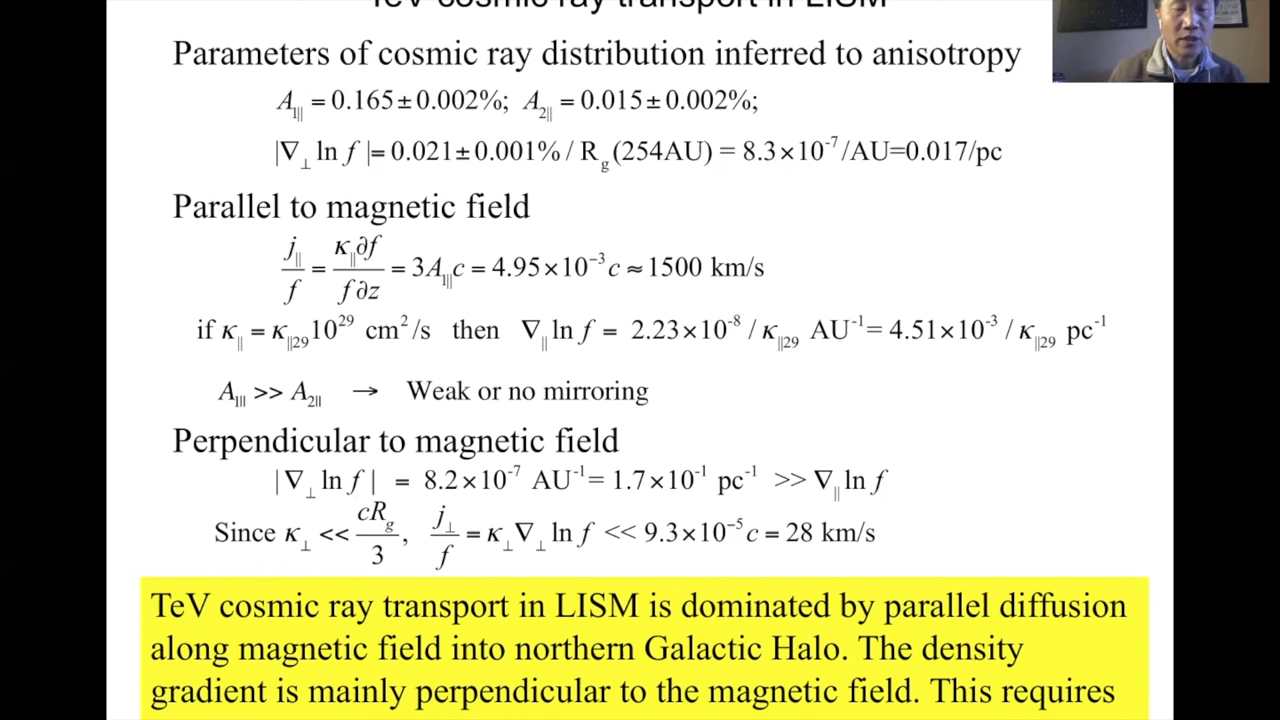 TeV cosmic ray transport in LISM
Parameters of cosmic ray distribution inferred to anisotropy
A₁∥ = 0.165 ± 0.002%; A₂∥ = 0.015 ± 0.002%;
|∇⊥ ln f |= 0.021 ± 0.001% / Rg(254AU) = 8.3×10⁻⁷/AU=0.017/pc
Parallel to magnetic field
j∥/f = κ∥∂f/f∂z = 3A₁∥c = 4.95×10⁻³c ≈ 1500 km/s
if κ∥ = κ∥29 10²⁹ cm²/s then ∇∥ ln f = 2.23×10⁻⁸ / κ∥29 AU⁻¹ = 4.51×10⁻³ / κ∥29 pc⁻¹
A₁∥ >> A₂∥ → Weak or no mirroring
Perpendicular to magnetic field
|∇⊥ ln f | = 8.2×10⁻⁷ AU⁻¹= 1.7×10⁻¹ pc⁻¹ >> ∇∥ ln f
Since κ⊥ << cRg/3, j⊥/f = κ⊥∇⊥ ln f << 9.3×10⁻⁵c = 28 km/s
TeV cosmic ray transport in LISM is dominated by parallel diffusion
along magnetic field into northern Galactic Halo. The density
gradient is mainly perpendicular to the magnetic field. This requires